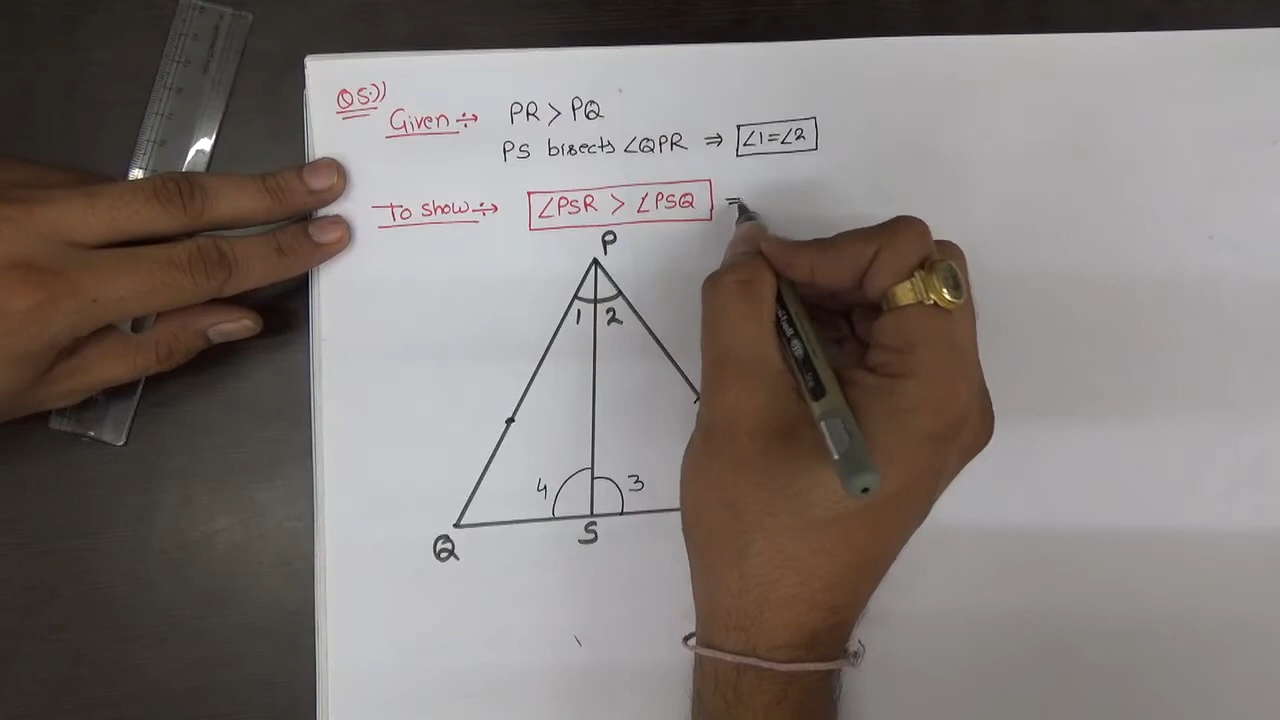 Q5:))
Given :→ PR > PQ
PS bisects ∠QPR ⇒ ∠1=∠2
To show :→ ∠PSR > ∠PSQ =
P
1 2
4 3
Q S